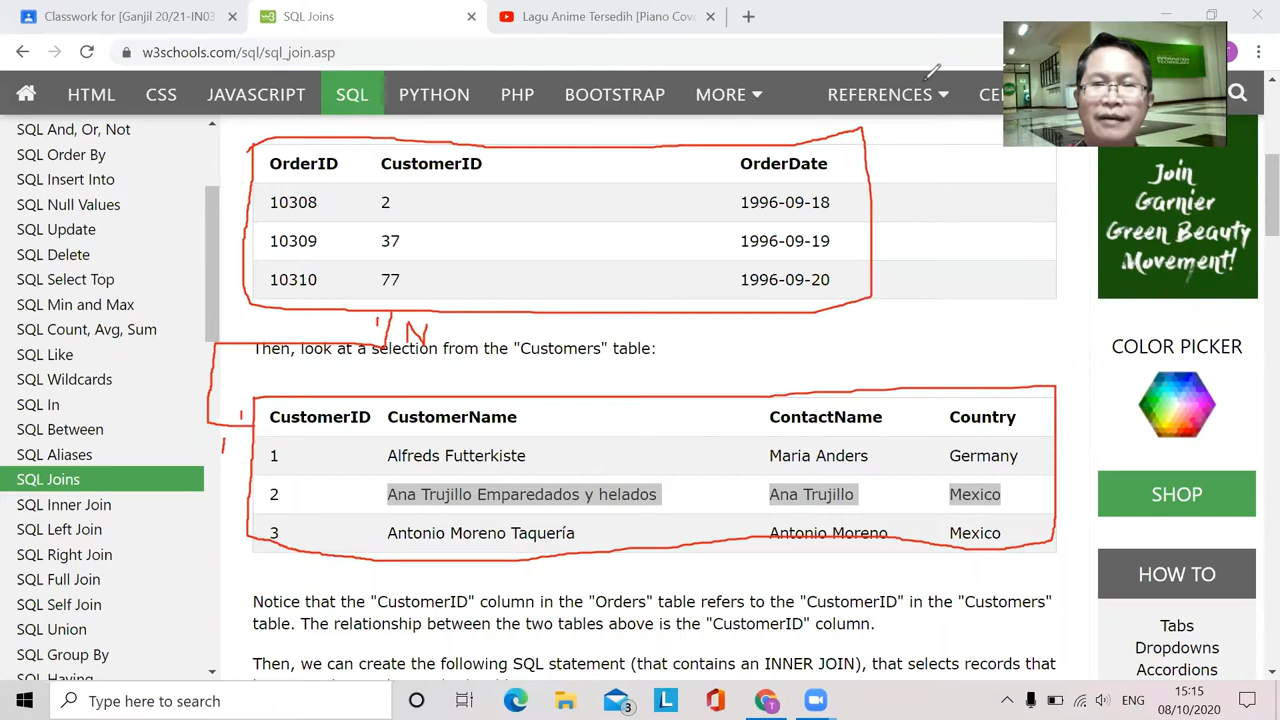 Classwork for [Ganjil 20/21-IN03
SQL Joins
Lagu Anime Tersedih [Piano Cov
w3schools.com/sql/sql_join.asp
HTML CSS JAVASCRIPT SQL PYTHON PHP BOOTSTRAP MORE REFERENCES
SQL And, Or, Not
SQL Order By
SQL Insert Into
SQL Null Values
SQL Update
SQL Delete
SQL Select Top
SQL Min and Max
SQL Count, Avg, Sum
SQL Like
SQL Wildcards
SQL In
SQL Between
SQL Aliases
SQL Joins
SQL Inner Join
SQL Left Join
SQL Right Join
SQL Full Join
SQL Self Join
SQL Union
SQL Group By
SQL Having
OrderID CustomerID OrderDate
10308 2 1996-09-18
10309 37 1996-09-19
10310 77 1996-09-20
N
Then, look at a selection from the "Customers" table:
CustomerID CustomerName ContactName Country
1 Alfreds Futterkiste Maria Anders Germany
2 Ana Trujillo Emparedados y helados Ana Trujillo Mexico
3 Antonio Moreno Taquería Antonio Moreno Mexico
Notice that the "CustomerID" column in the "Orders" table refers to the "CustomerID" in the "Customers"
table. The relationship between the two tables above is the "CustomerID" column.
Then, we can create the following SQL statement (that contains an INNER JOIN), that selects records that
Join
Garnier
Green Beauty
Movement!
COLOR PICKER
SHOP
HOW TO
Tabs
Dropdowns
Accordions
Type here to search
3
L
T
ENG
15:15
08/10/2020